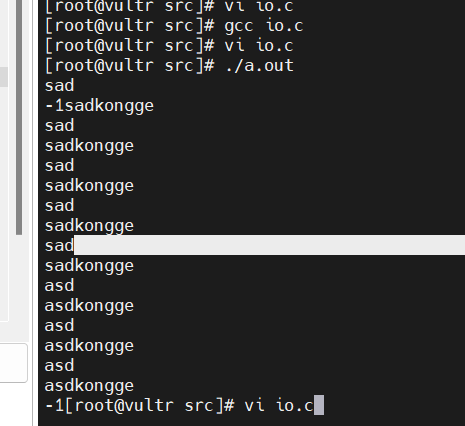 [root@vultr src]# vi io.c
[root@vultr src]# gcc io.c
[root@vultr src]# vi io.c
[root@vultr src]# ./a.out
sad
-1sadkongge
sad
sadkongge
sad
sadkongge
sad
sadkongge
sad
sadkongge
asd
asdkongge
asd
asdkongge
asd
asdkongge
-1[root@vultr src]# vi io.c